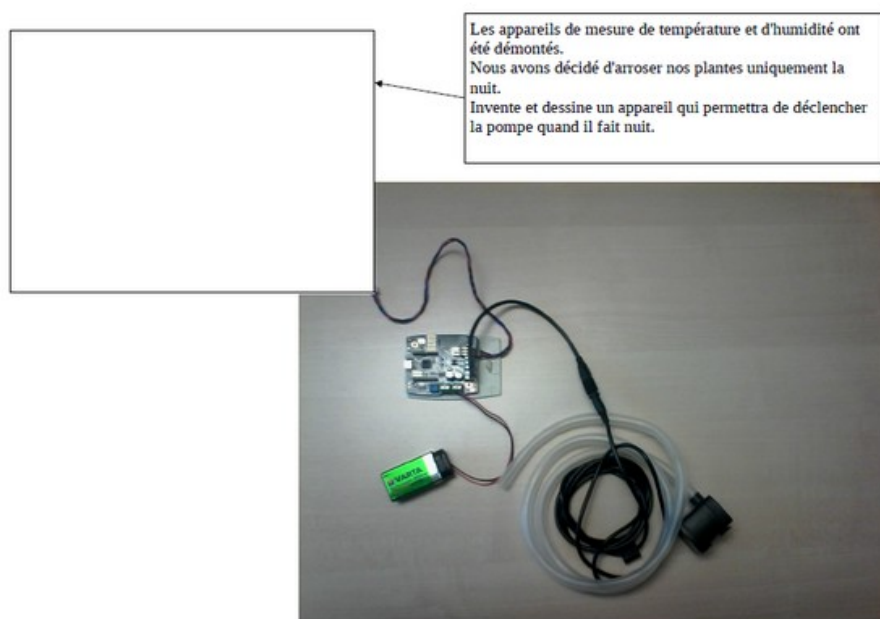 Les appareils de mesure de température et d'humidité ont
été démontés.
Nous avons décidé d'arroser nos plantes uniquement la
nuit.
Invente et dessine un appareil qui permettra de déclencher
la pompe quand il fait nuit.
VARTA